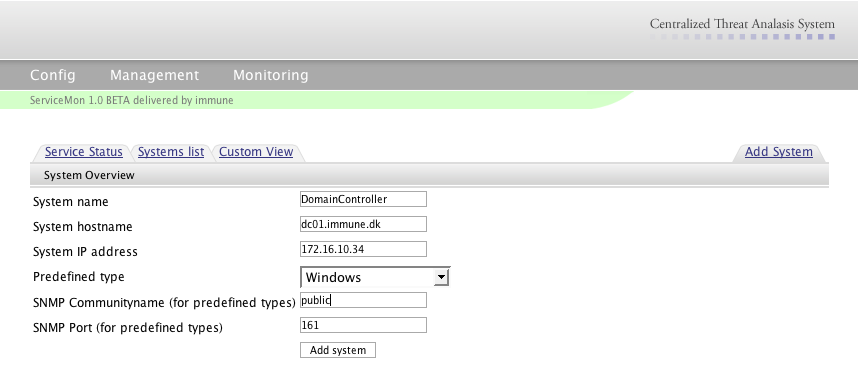 Centralized Threat Analasis System
Config Management Monitoring
ServiceMon 1.0 BETA delivered by immune
Service Status Systems list Custom View Add System
System Overview
System name DomainController
System hostname dc01.immune.dk
System IP address 172.16.10.34
Predefined type Windows
SNMP Communityname (for predefined types) public
SNMP Port (for predefined types) 161
Add system